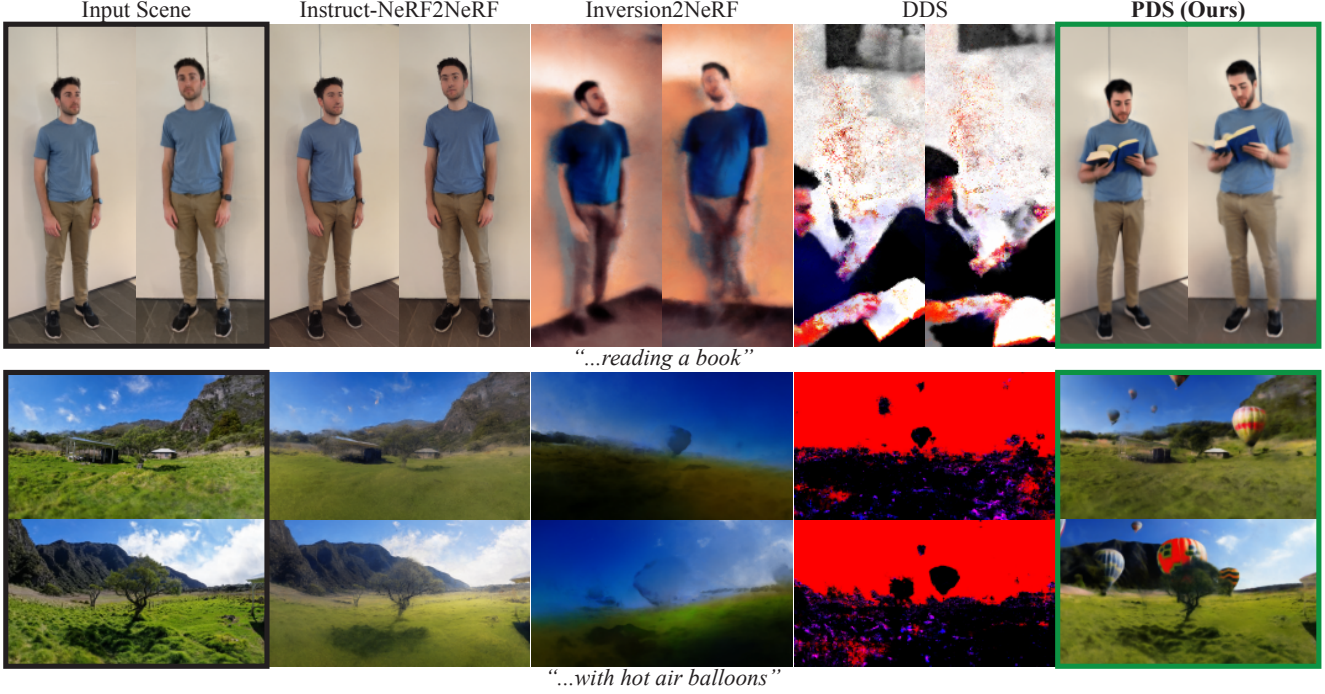 Input Scene Instruct-NeRF2NeRF Inversion2NeRF DDS PDS (Ours)
“...reading a book”
“...with hot air balloons”